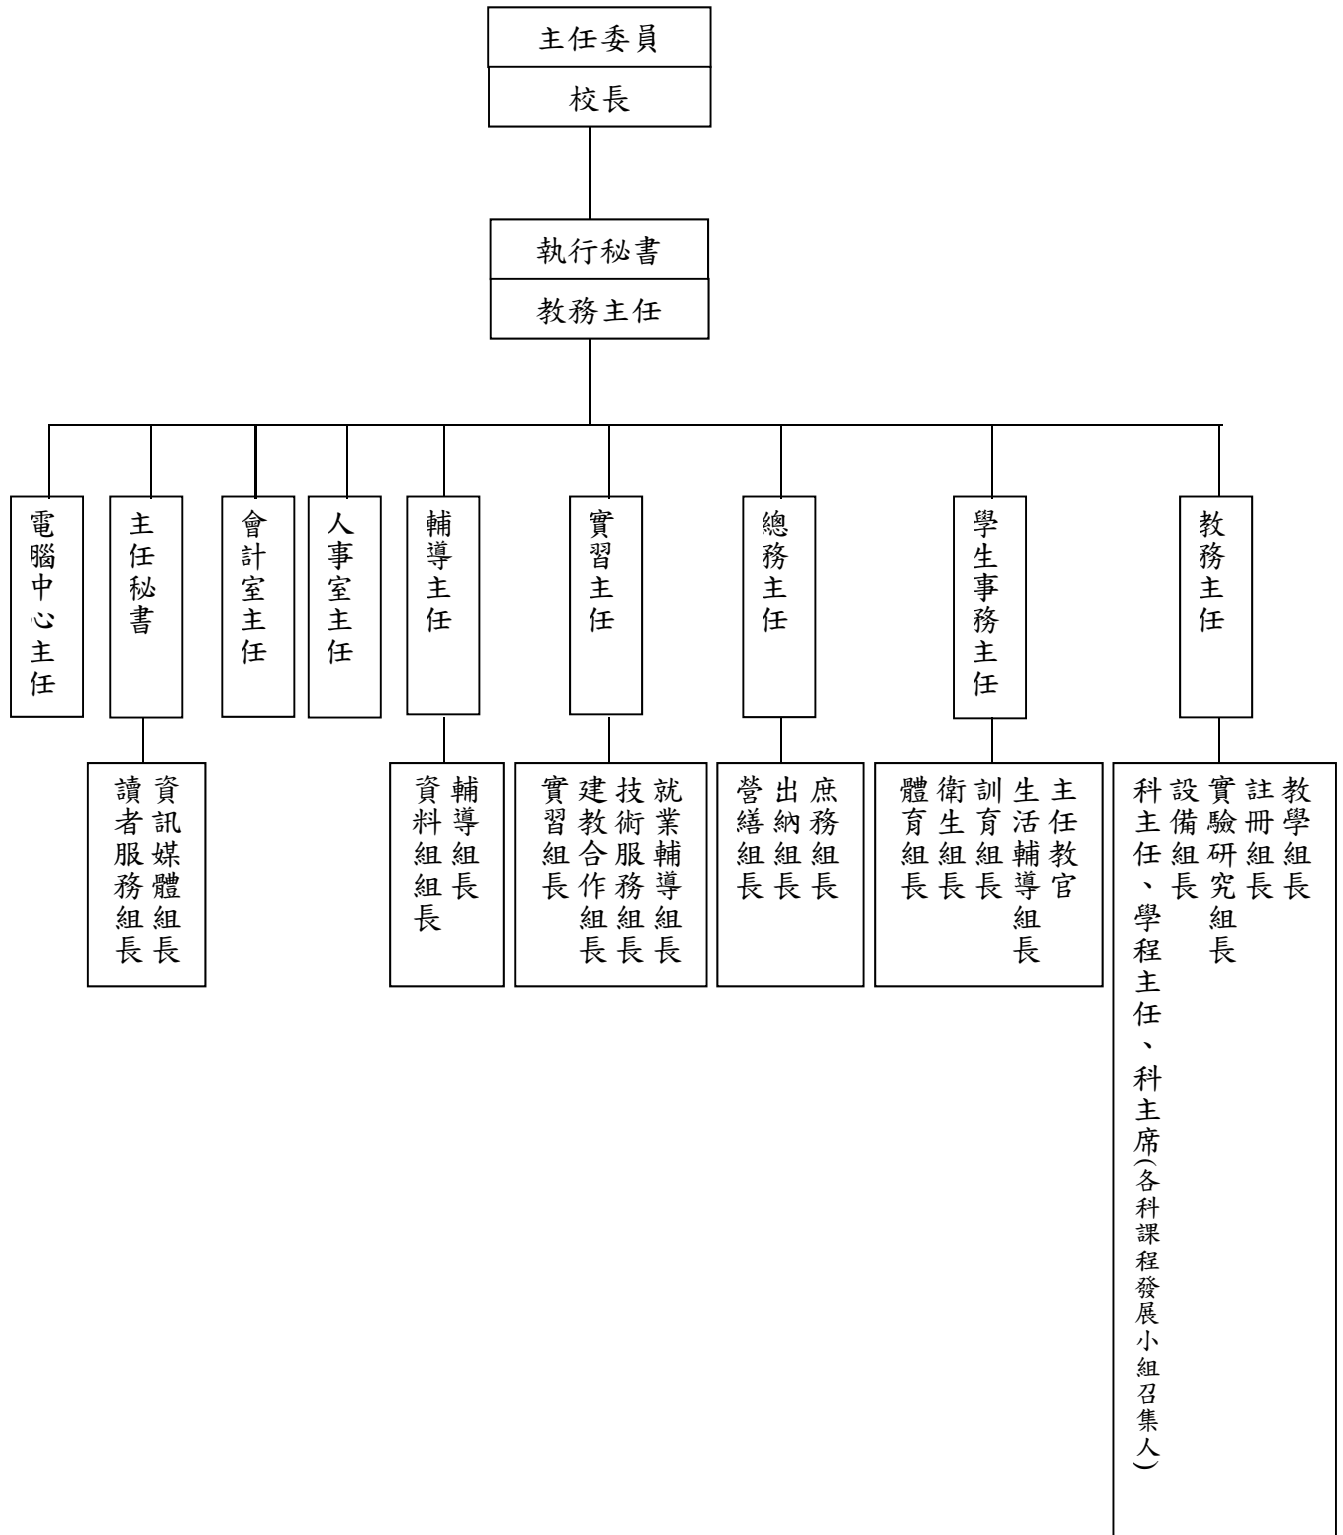 主任委員
校長
執行秘書
教務主任
教務主任
學生事務主任
總務主任
實習主任
輔導主任
人事室主任
會計室主任
主任秘書
電腦中心主任
教學組長
註冊組長
實驗研究組長
設備組長
科主任、學程主任、科主席(各科課程發展小組召集人)
主任教官
生活輔導組長
訓育組長
衛生組長
體育組長
庶務組長
出納組長
營繕組長
就業輔導組長
技術服務組長
建教合作組長
實習組長
輔導組長
資料組組長
資訊媒體組長
讀者服務組長